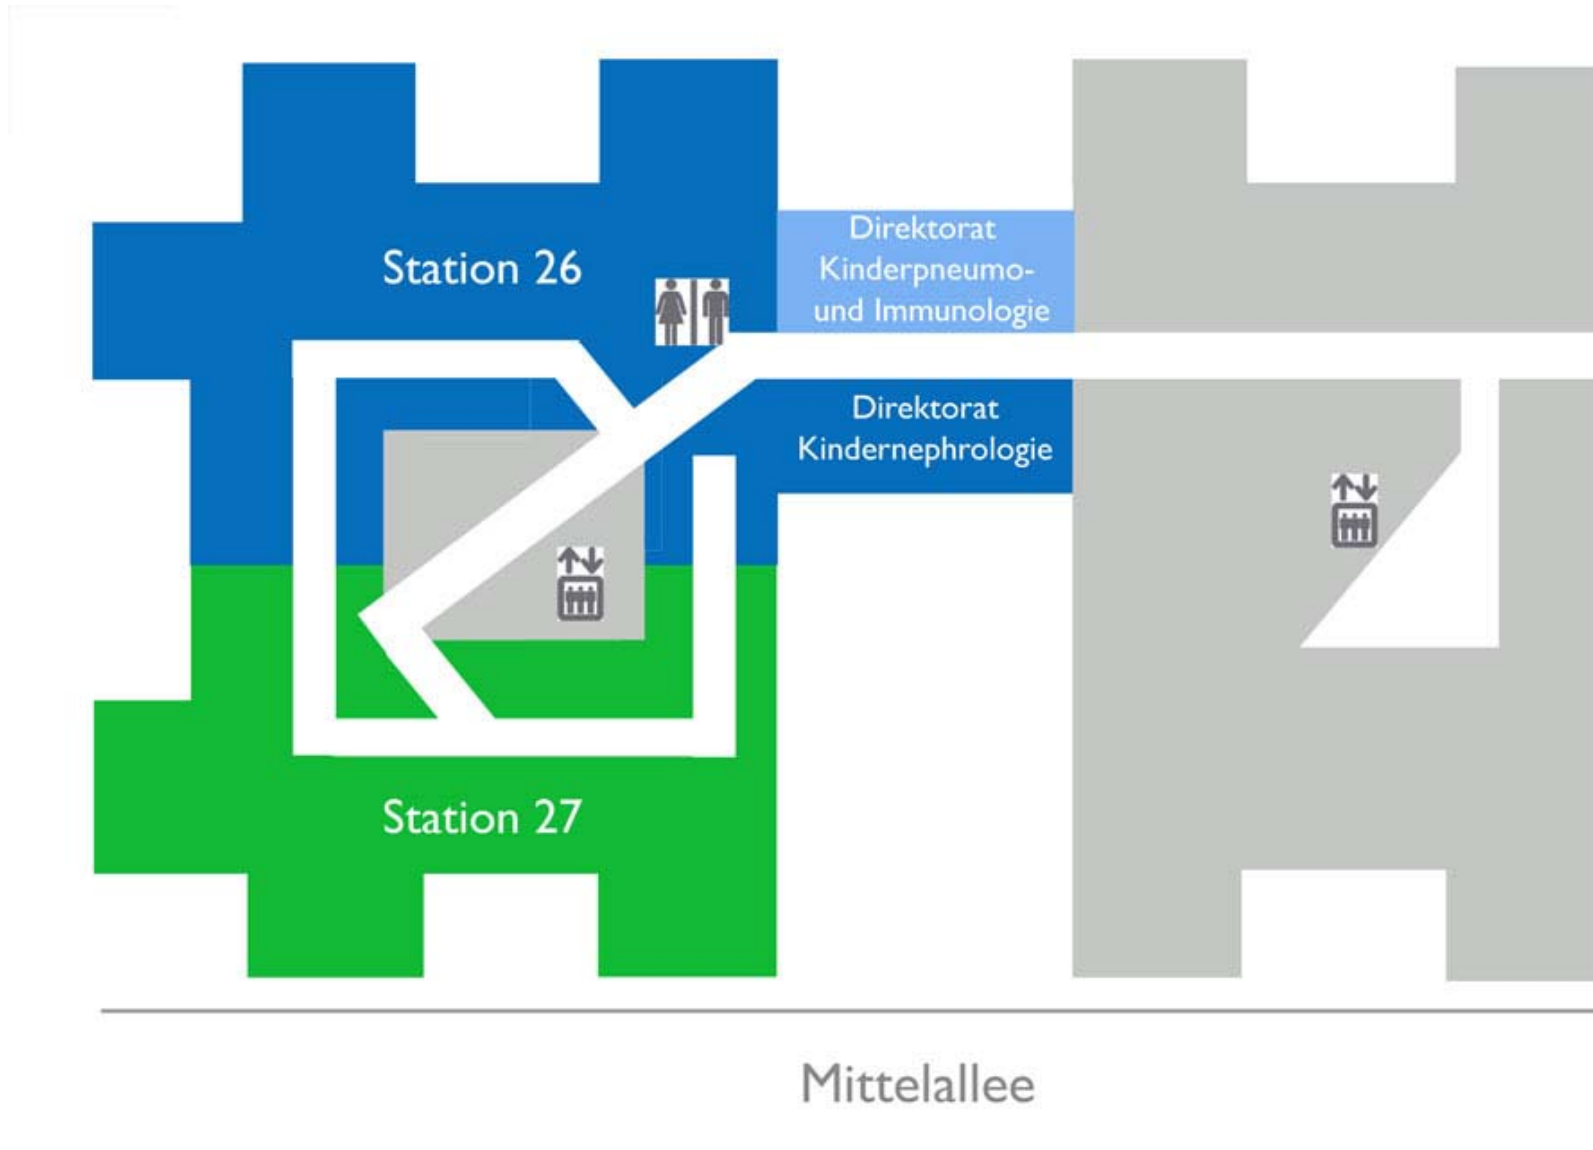 Direktorat
Kinderpneumo-
und Immunologie
Station 26
Direktorat
Kindernephrologie
Station 27
Mittelallee